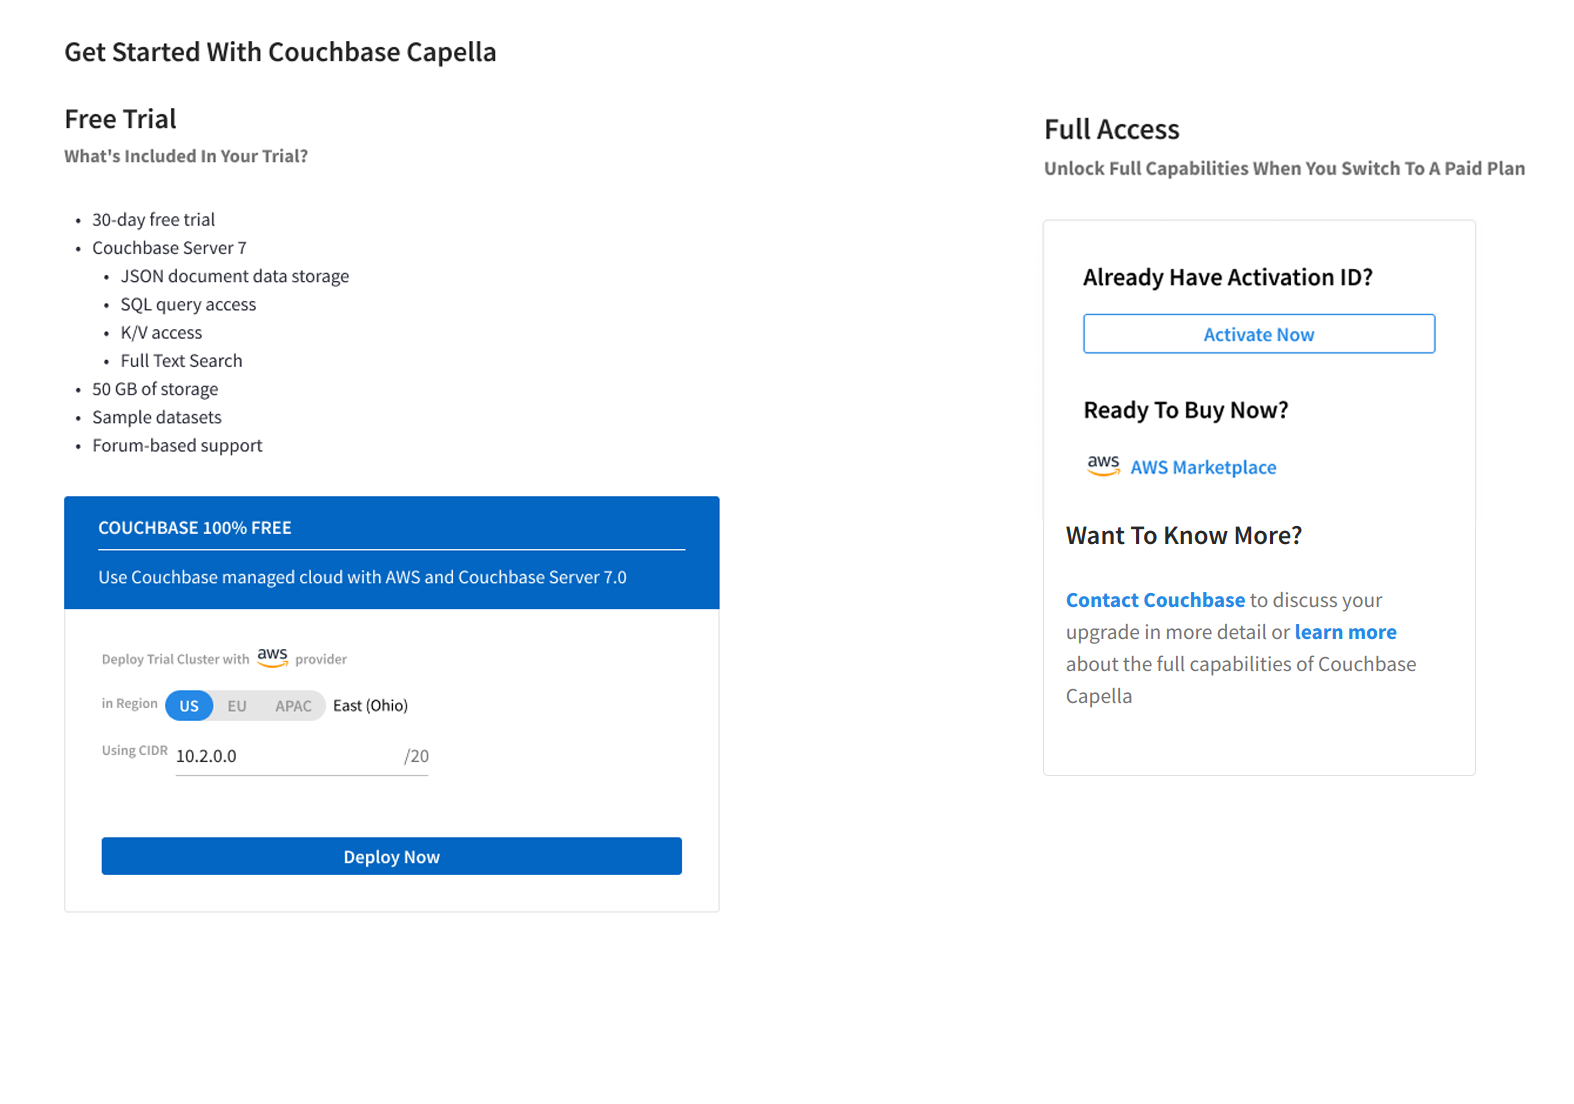 Get Started With Couchbase Capella
Free Trial
What's Included In Your Trial?
• 30-day free trial
• Couchbase Server 7
• JSON document data storage
• SQL query access
• K/V access
• Full Text Search
• 50 GB of storage
• Sample datasets
• Forum-based support
COUCHBASE 100% FREE
Use Couchbase managed cloud with AWS and Couchbase Server 7.0
Deploy Trial Cluster with aws provider
in Region US EU APAC East (Ohio)
Using CIDR 10.2.0.0 /20
Deploy Now
Full Access
Unlock Full Capabilities When You Switch To A Paid Plan
Already Have Activation ID?
Activate Now
Ready To Buy Now?
aws AWS Marketplace
Want To Know More?
Contact Couchbase to discuss your
upgrade in more detail or learn more
about the full capabilities of Couchbase
Capella